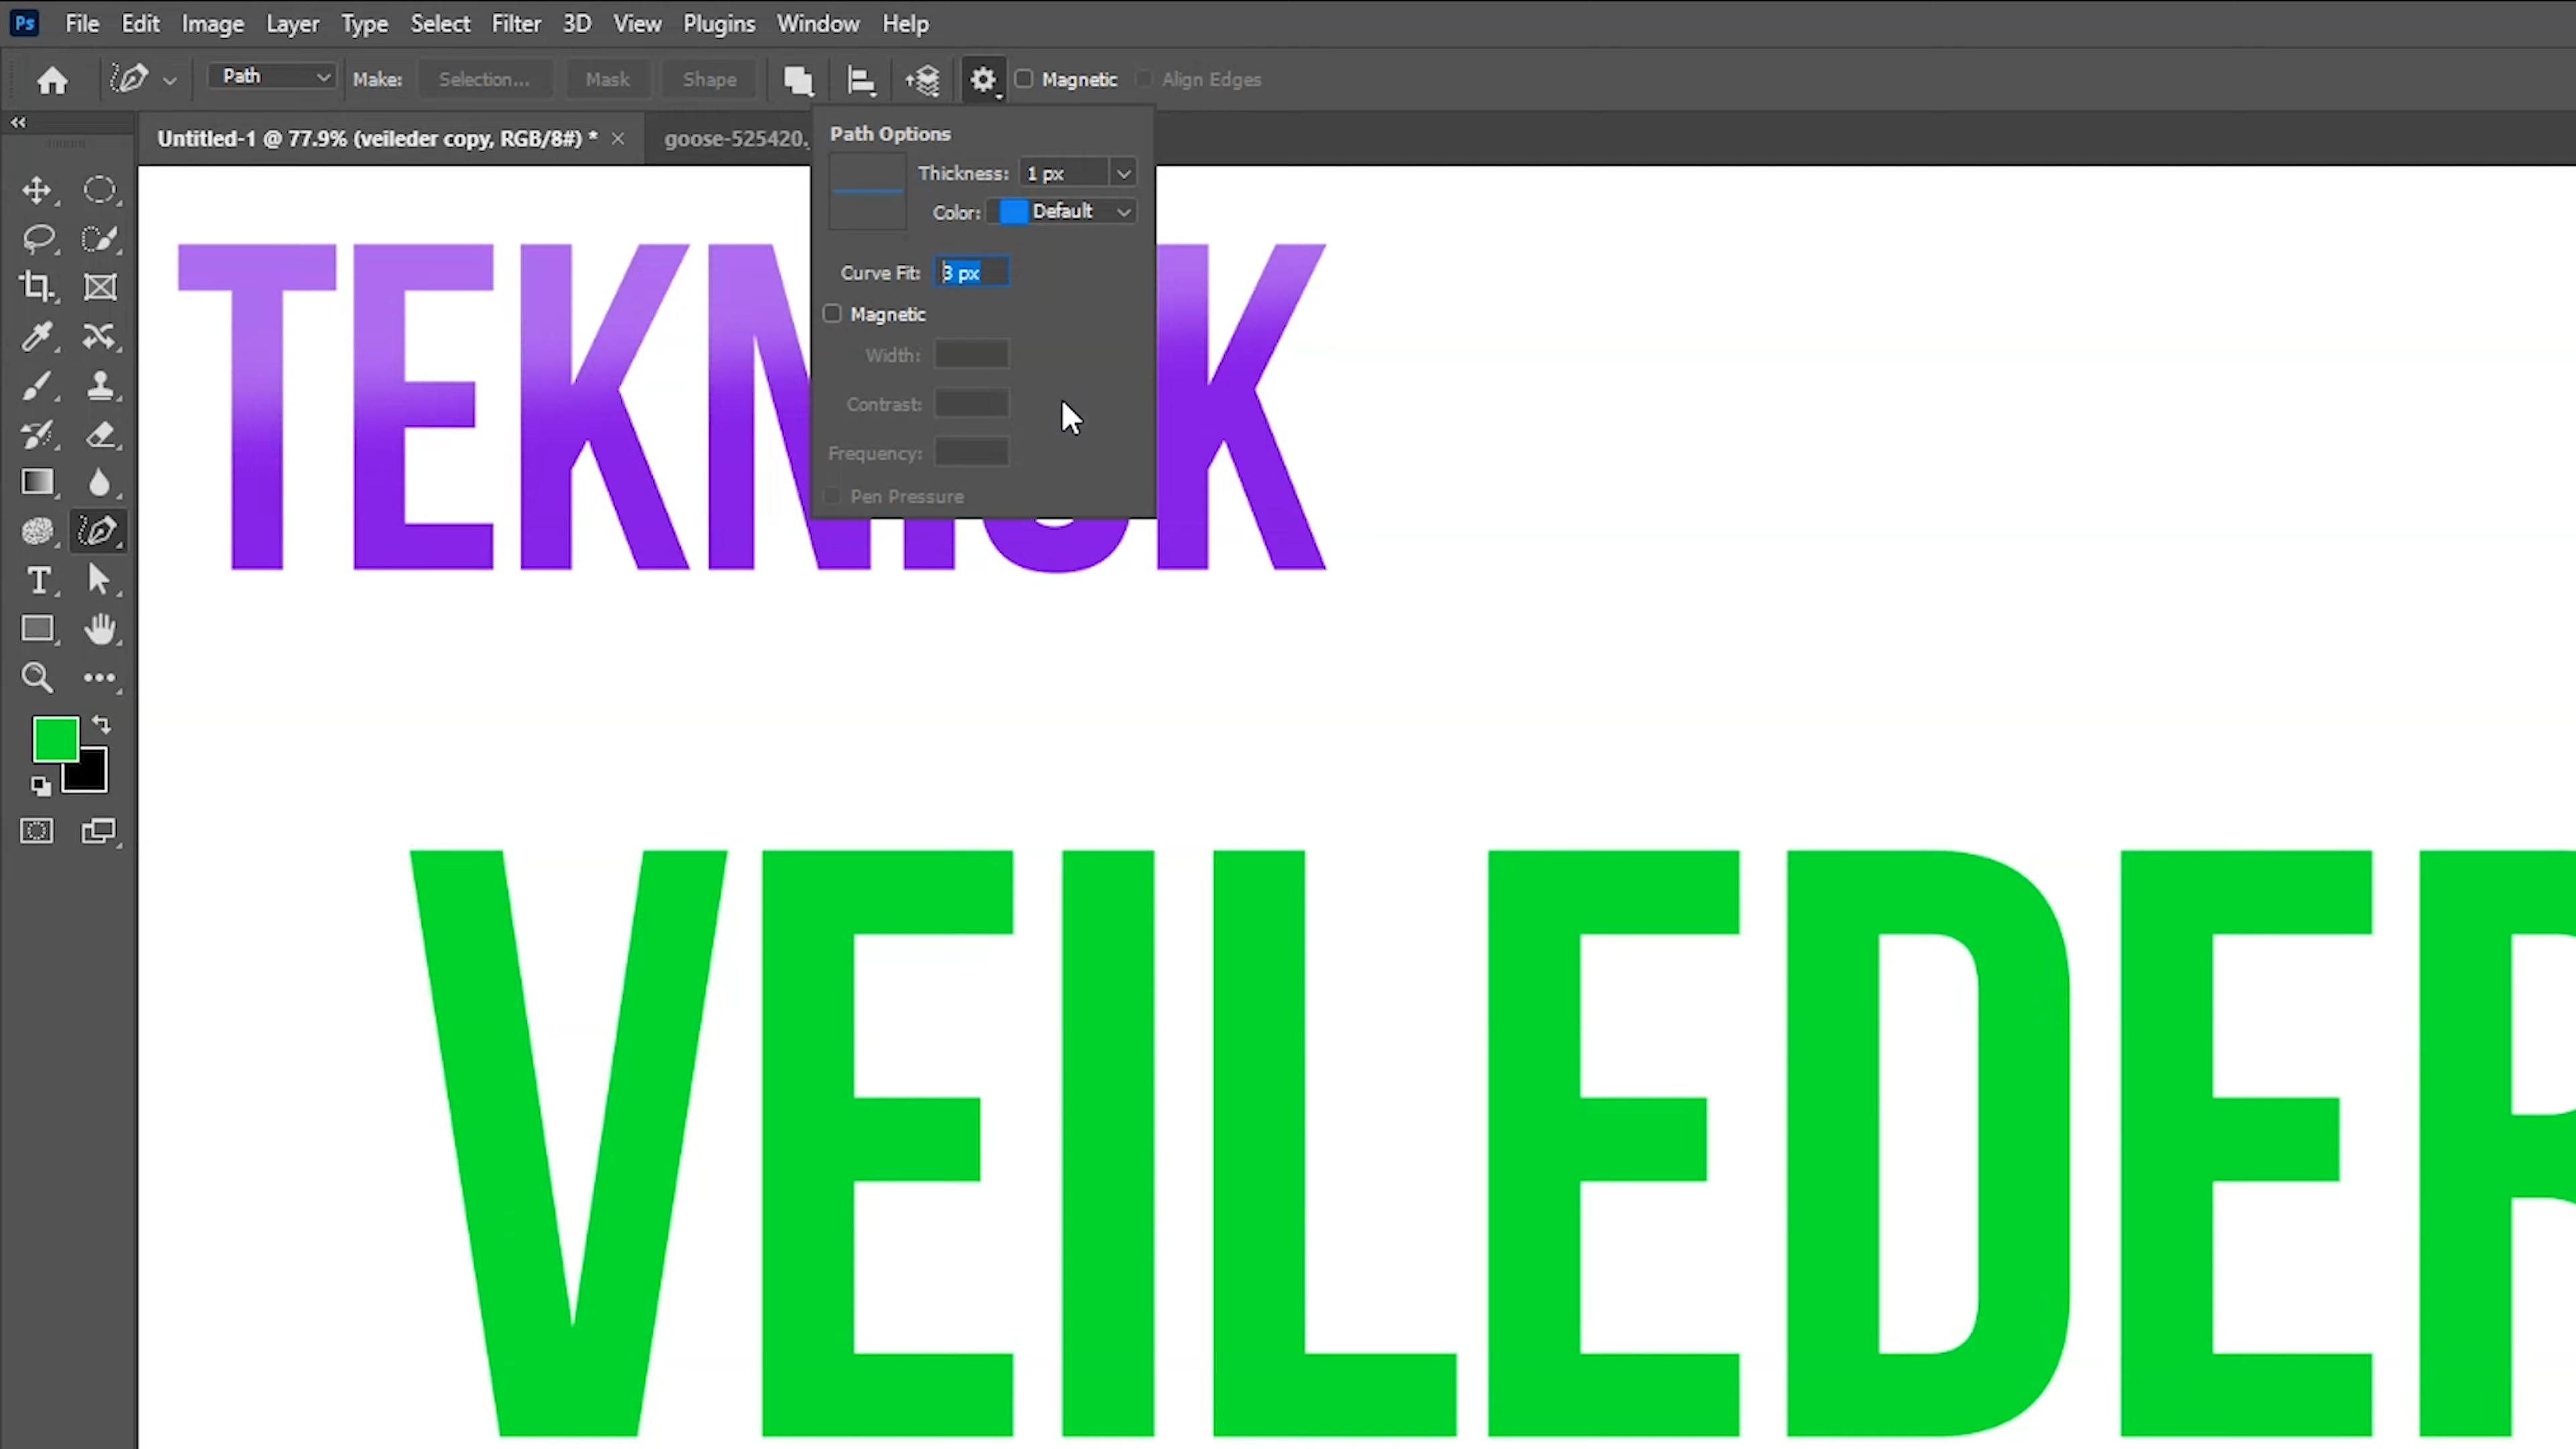 Ps File Edit Image Layer Type Select Filter 3D View Plugins Window Help
Path Make: Selection... Mask Shape Magnetic Align Edges
Untitled-1 @ 77.9% (veileder copy, RGB/8#) * × goose-525420.
Path Options
Thickness: 1 px
Color: Default
Curve Fit: 3 px
Magnetic
Width:
Contrast:
Frequency:
Pen Pressure
VEILEDER